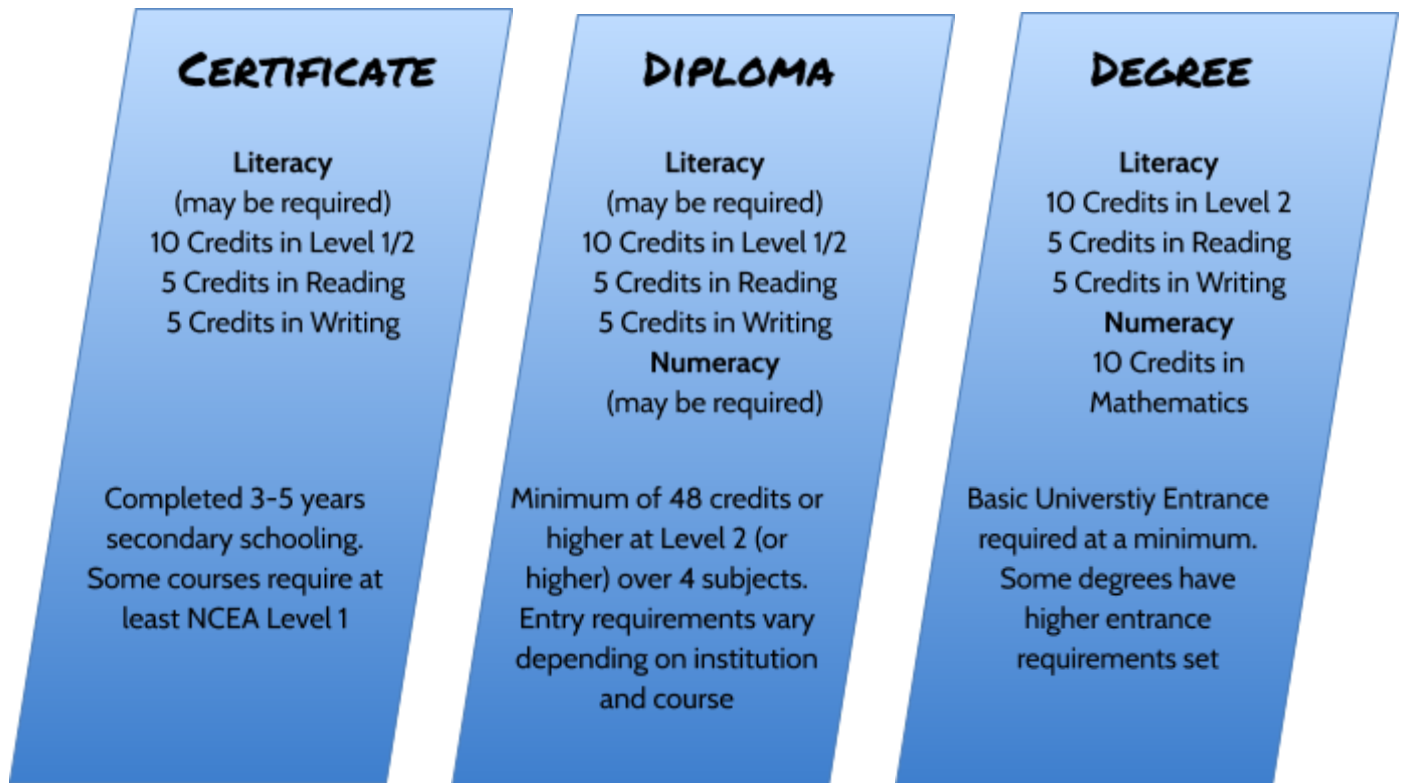 CERTIFICATE
Literacy
(may be required)
10 Credits in Level 1/2
5 Credits in Reading
5 Credits in Writing
Completed 3-5 years
secondary schooling.
Some courses require at
least NCEA Level 1
DIPLOMA
Literacy
(may be required)
10 Credits in Level 1/2
5 Credits in Reading
5 Credits in Writing
Numeracy
(may be required)
Minimum of 48 credits or
higher at Level 2 (or
higher) over 4 subjects.
Entry requirements vary
depending on institution
and course
DEGREE
Literacy
10 Credits in Level 2
5 Credits in Reading
5 Credits in Writing
Numeracy
10 Credits in
Mathematics
Basic Universtiy Entrance
required at a minimum.
Some degrees have
higher entrance
requirements set